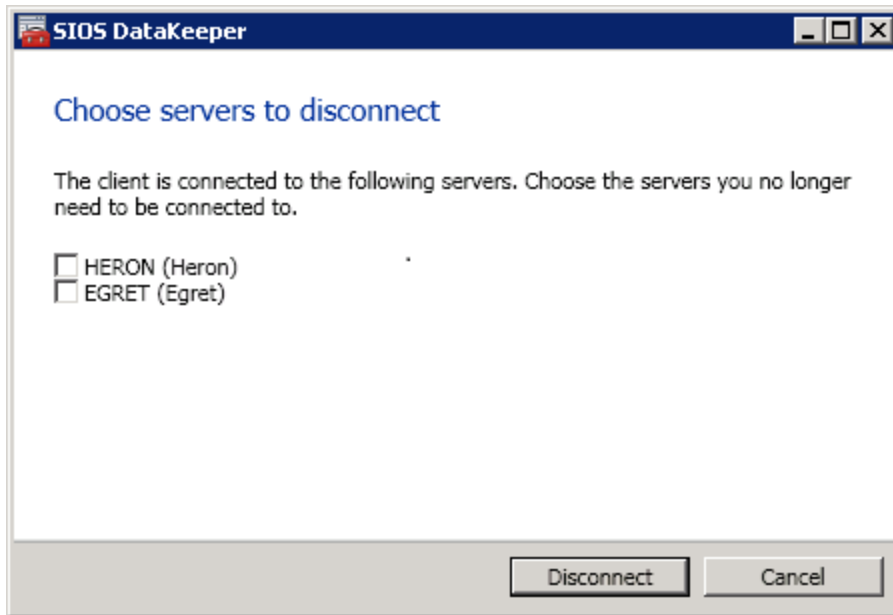 SIOS DataKeeper
Choose servers to disconnect
The client is connected to the following servers. Choose the servers you no longer
need to be connected to.
HERON (Heron)
EGRET (Egret)
Disconnect
Cancel